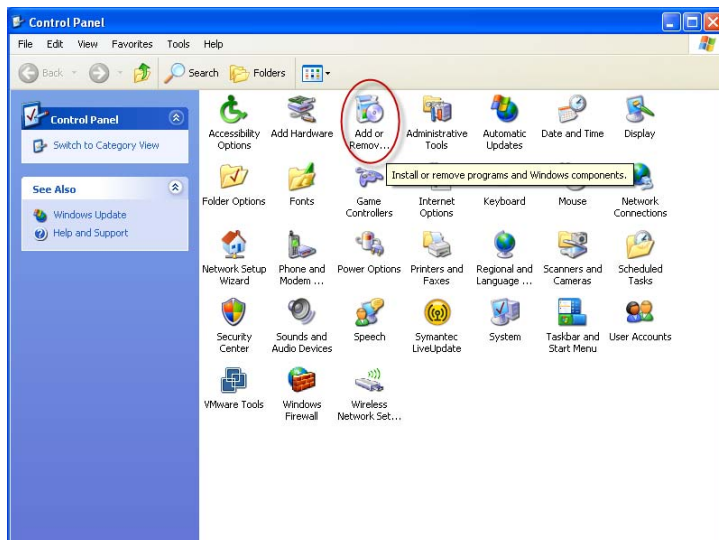 Control Panel
File Edit View Favorites Tools Help
Back Search Folders
Control Panel
Switch to Category View
See Also
Windows Update
Help and Support
Accessibility Options
Add Hardware
Add or Remov...
Administrative Tools
Automatic Updates
Date and Time
Display
Install or remove programs and Windows components.
Folder Options
Fonts
Game Controllers
Internet Options
Keyboard
Mouse
Network Connections
Network Setup Wizard
Phone and Modem ...
Power Options
Printers and Faxes
Regional and Language ...
Scanners and Cameras
Scheduled Tasks
Security Center
Sounds and Audio Devices
Speech
Symantec LiveUpdate
System
Taskbar and Start Menu
User Accounts
VMware Tools
Windows Firewall
Wireless Network Set...